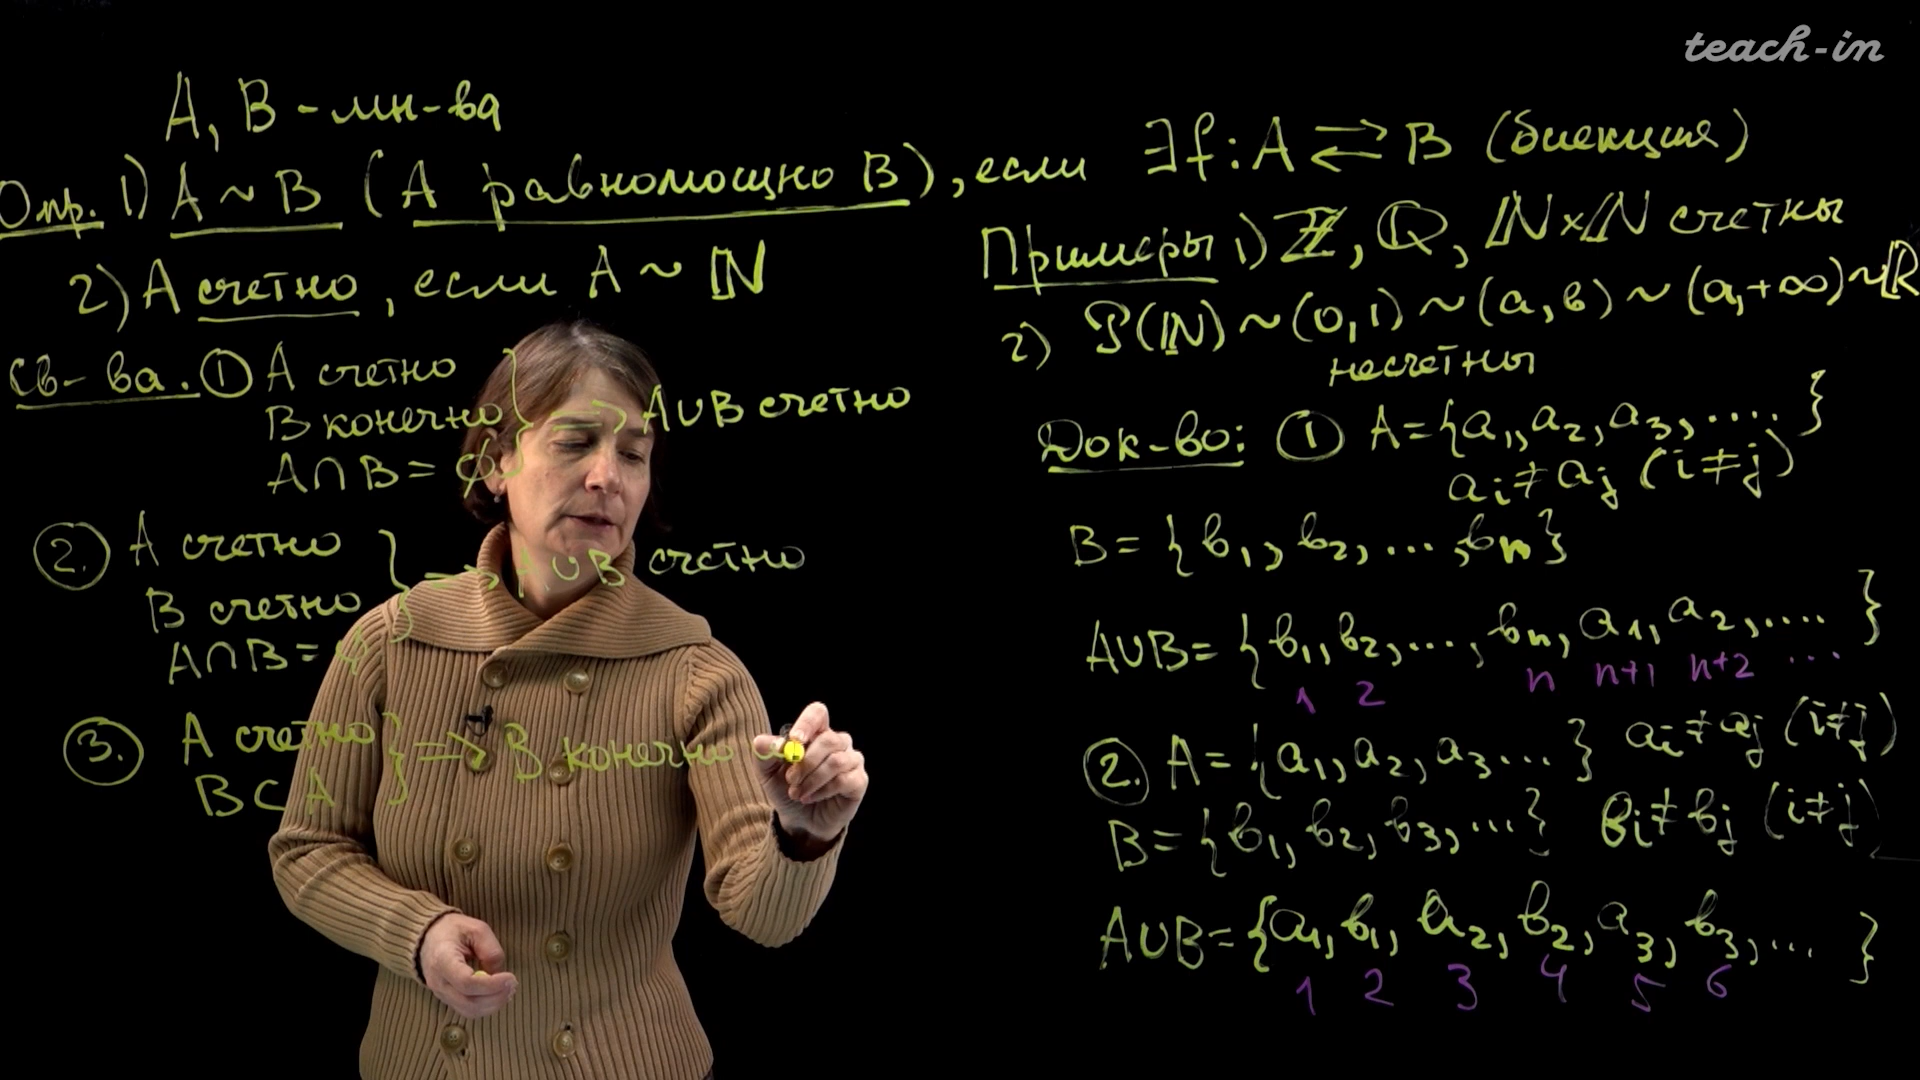 teach-in
A, B - мн-ва
Опр. 1) A ~ B (A равномощно B), если ∃ f : A ⇄ B (биекция)
2) A счетно, если A ~ ℕ
Св-ва. ① A счетно
B конечно
A∩B = ∅
=> A∪B счетно
②. A счетно
B счетно
A∩B = ∅
=> A∪B счетно
③. A счетно
B ⊂ A
=> B конечно
Примеры 1) ℤ, ℚ, ℕ×ℕ счетны
2) P(ℕ) ~ (0,1) ~ (a,b) ~ (a,+∞) ~ ℝ
несчетны
Док-во: ① A = {a₁, a₂, a₃, .... }
aᵢ ≠ aⱼ (i ≠ j)
B = {b₁, b₂, ..., bₙ}
A∪B = {b₁, b₂, ..., bₙ, a₁, a₂, .... }
1 2 n n+1 n+2 ...
②. A = {a₁, a₂, a₃ ... } aᵢ ≠ aⱼ (i ≠ j)
B = {b₁, b₂, b₃, ... } bᵢ ≠ bⱼ (i ≠ j)
A∪B = {a₁, b₁, a₂, b₂, a₃, b₃, ... }
1 2 3 4 5 6